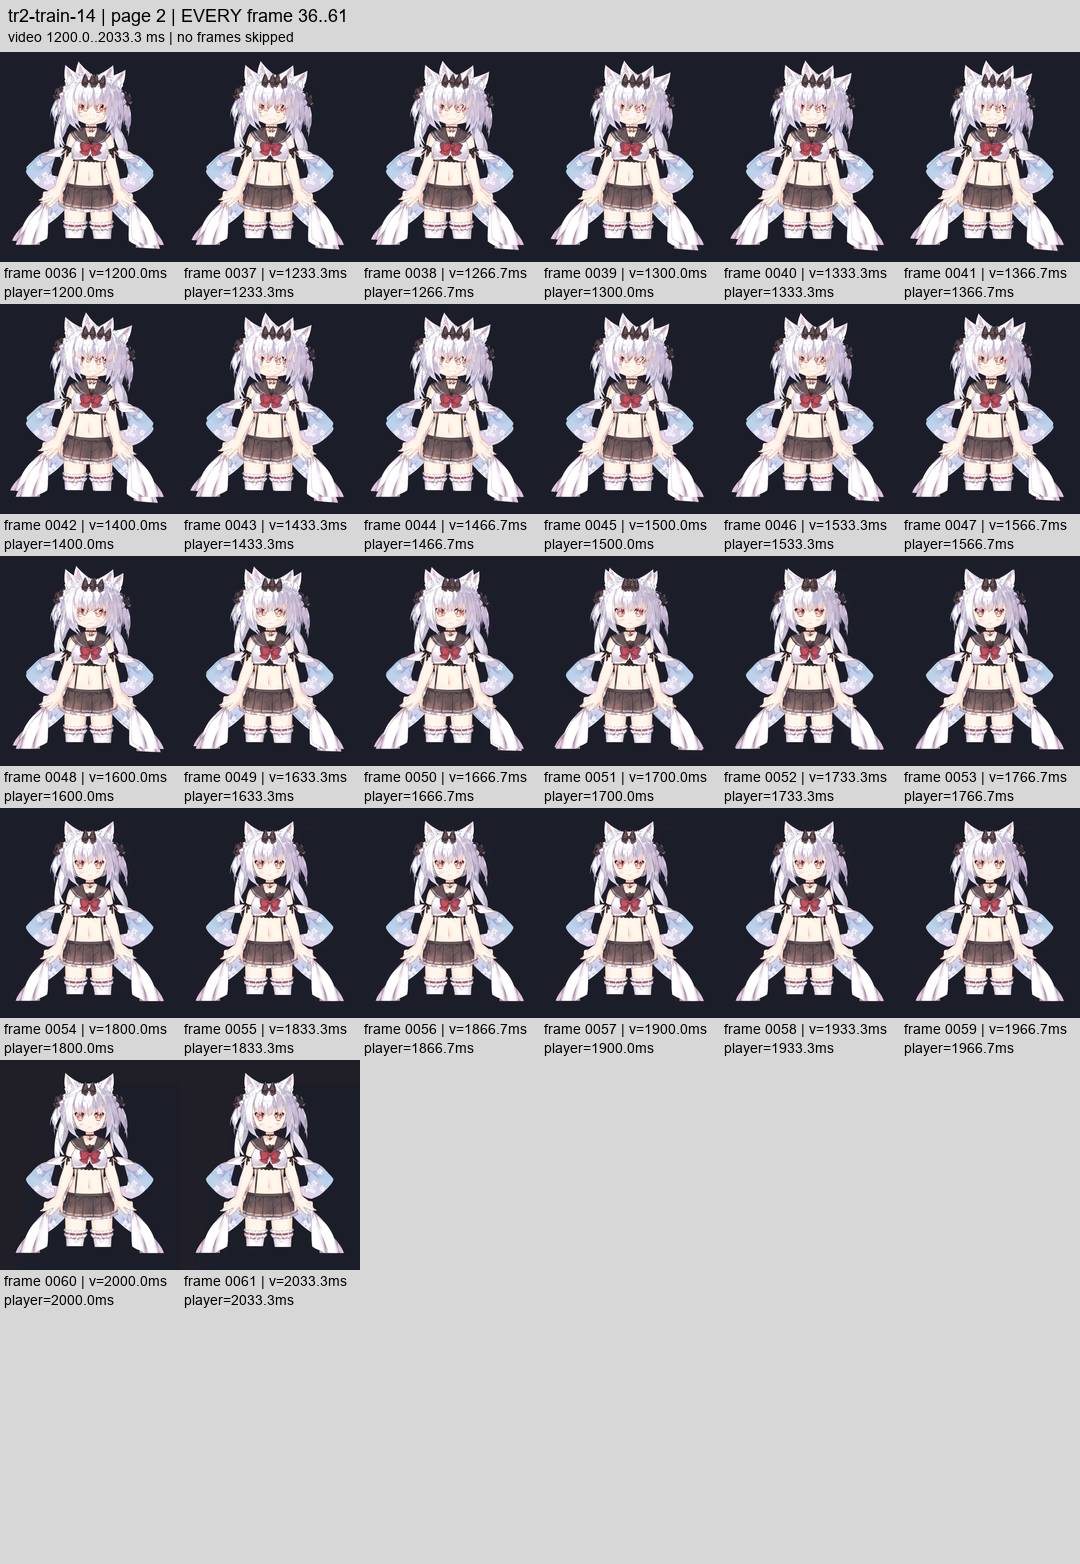 tr2-train-14 | page 2 | EVERY frame 36..61
video 1200.0..2033.3 ms | no frames skipped
frame 0036 | v=1200.0ms
player=1200.0ms
frame 0037 | v=1233.3ms
player=1233.3ms
frame 0038 | v=1266.7ms
player=1266.7ms
frame 0039 | v=1300.0ms
player=1300.0ms
frame 0040 | v=1333.3ms
player=1333.3ms
frame 0041 | v=1366.7ms
player=1366.7ms
frame 0042 | v=1400.0ms
player=1400.0ms
frame 0043 | v=1433.3ms
player=1433.3ms
frame 0044 | v=1466.7ms
player=1466.7ms
frame 0045 | v=1500.0ms
player=1500.0ms
frame 0046 | v=1533.3ms
player=1533.3ms
frame 0047 | v=1566.7ms
player=1566.7ms
frame 0048 | v=1600.0ms
player=1600.0ms
frame 0049 | v=1633.3ms
player=1633.3ms
frame 0050 | v=1666.7ms
player=1666.7ms
frame 0051 | v=1700.0ms
player=1700.0ms
frame 0052 | v=1733.3ms
player=1733.3ms
frame 0053 | v=1766.7ms
player=1766.7ms
frame 0054 | v=1800.0ms
player=1800.0ms
frame 0055 | v=1833.3ms
player=1833.3ms
frame 0056 | v=1866.7ms
player=1866.7ms
frame 0057 | v=1900.0ms
player=1900.0ms
frame 0058 | v=1933.3ms
player=1933.3ms
frame 0059 | v=1966.7ms
player=1966.7ms
frame 0060 | v=2000.0ms
player=2000.0ms
frame 0061 | v=2033.3ms
player=2033.3ms